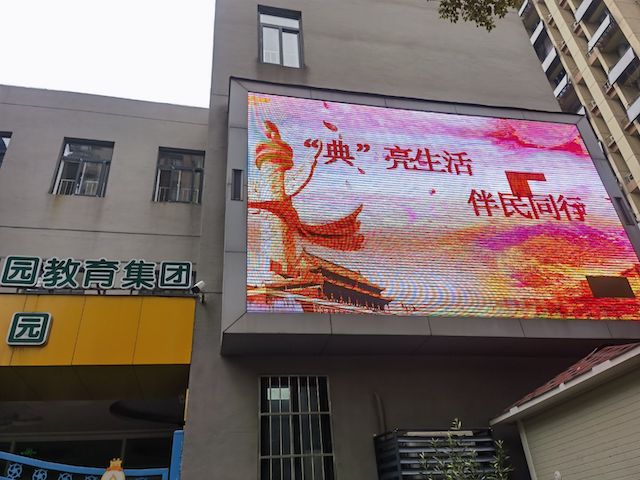 “典”亮生活
伴民同行
园教育集团
园